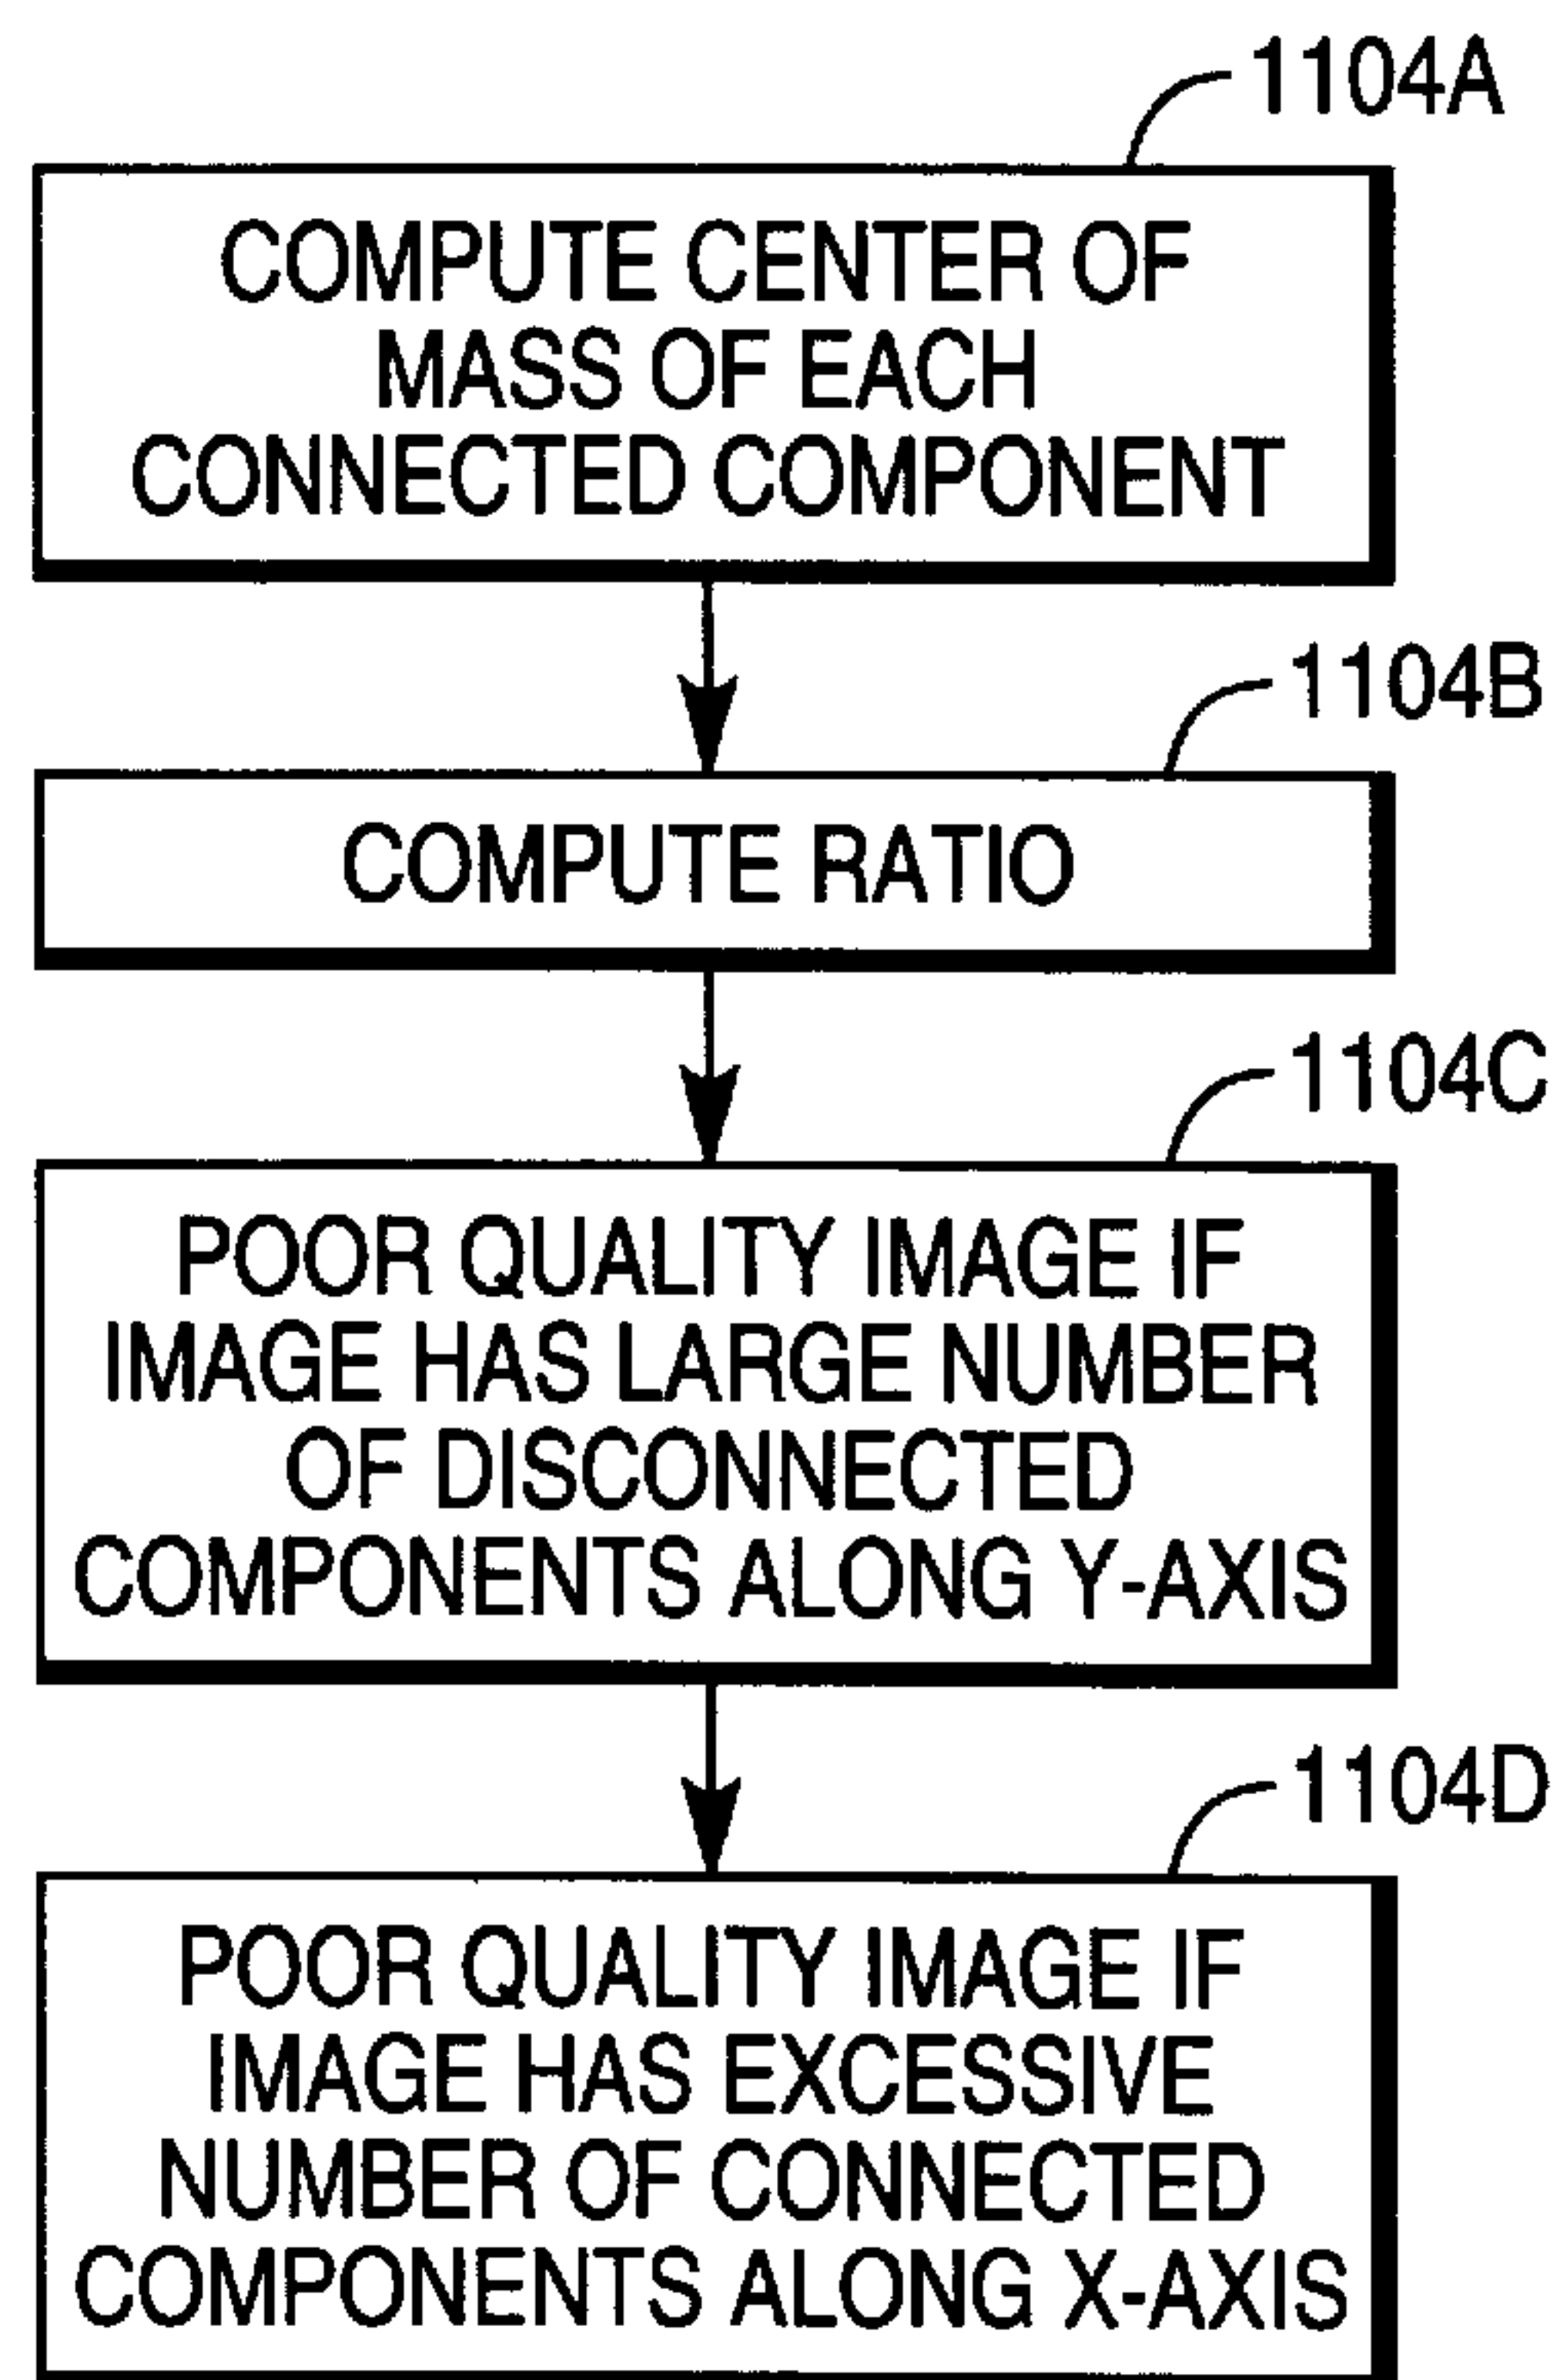 1104A
COMPUTE CENTER OF
MASS OF EACH
CONNECTED COMPONENT
1104B
COMPUTE RATIO
1104C
POOR QUALITY IMAGE IF
IMAGE HAS LARGE NUMBER
OF DISCONNECTED
COMPONENTS ALONG Y-AXIS
1104D
POOR QUALITY IMAGE IF
IMAGE HAS EXCESSIVE
NUMBER OF CONNECTED
COMPONENTS ALONG X-AXIS